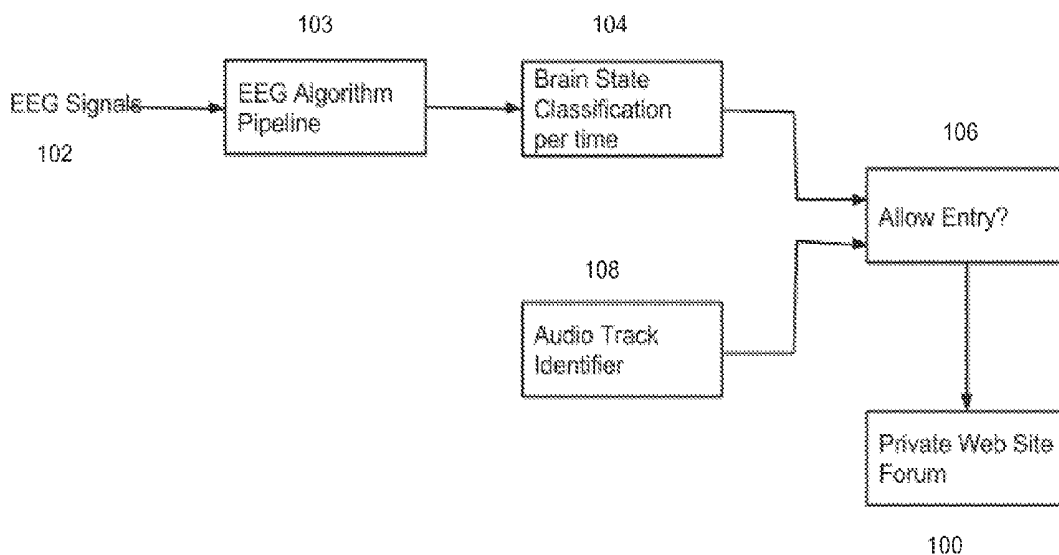 103
104
EEG Signals
EEG Algorithm
Pipeline
Brain State
Classification
per time
102
106
Allow Entry?
108
Audio Track
Identifier
Private Web Site
Forum
100